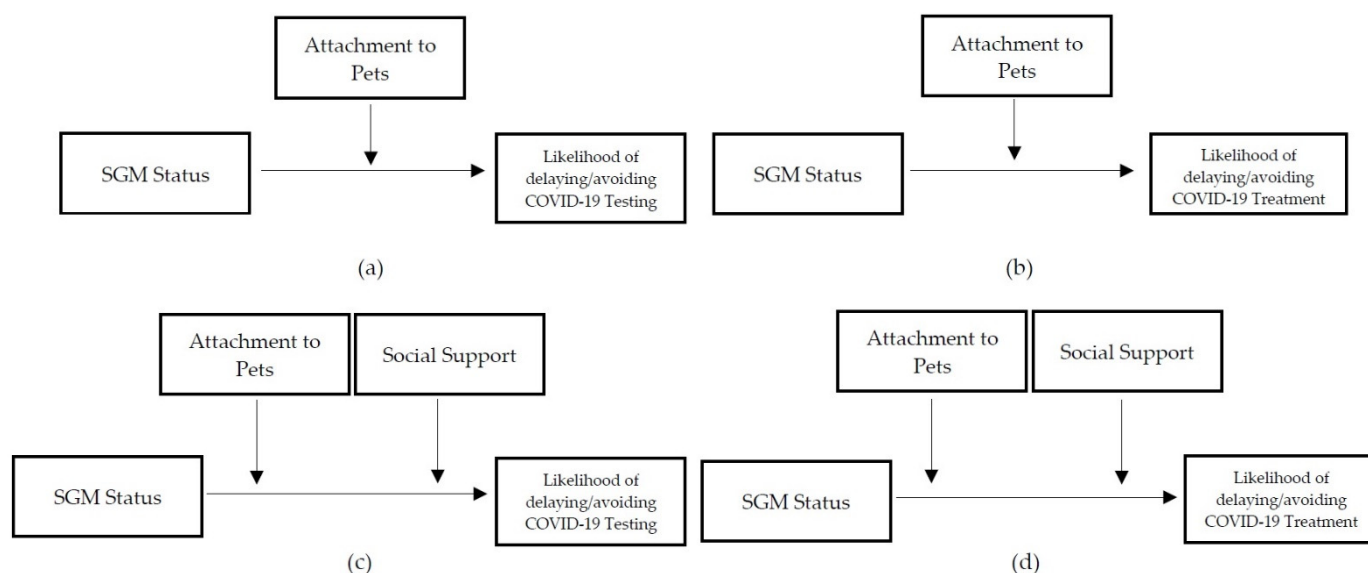 Attachment to
Pets
SGM Status
Likelihood of
delaying/avoiding
COVID-19 Testing
(a)
Attachment to
Pets
SGM Status
Likelihood of
delaying/avoiding
COVID-19 Treatment
(b)
Attachment to
Pets
Social Support
SGM Status
Likelihood of
delaying/avoiding
COVID-19 Testing
(c)
Attachment to
Pets
Social Support
SGM Status
Likelihood of
delaying/avoiding
COVID-19 Treatment
(d)